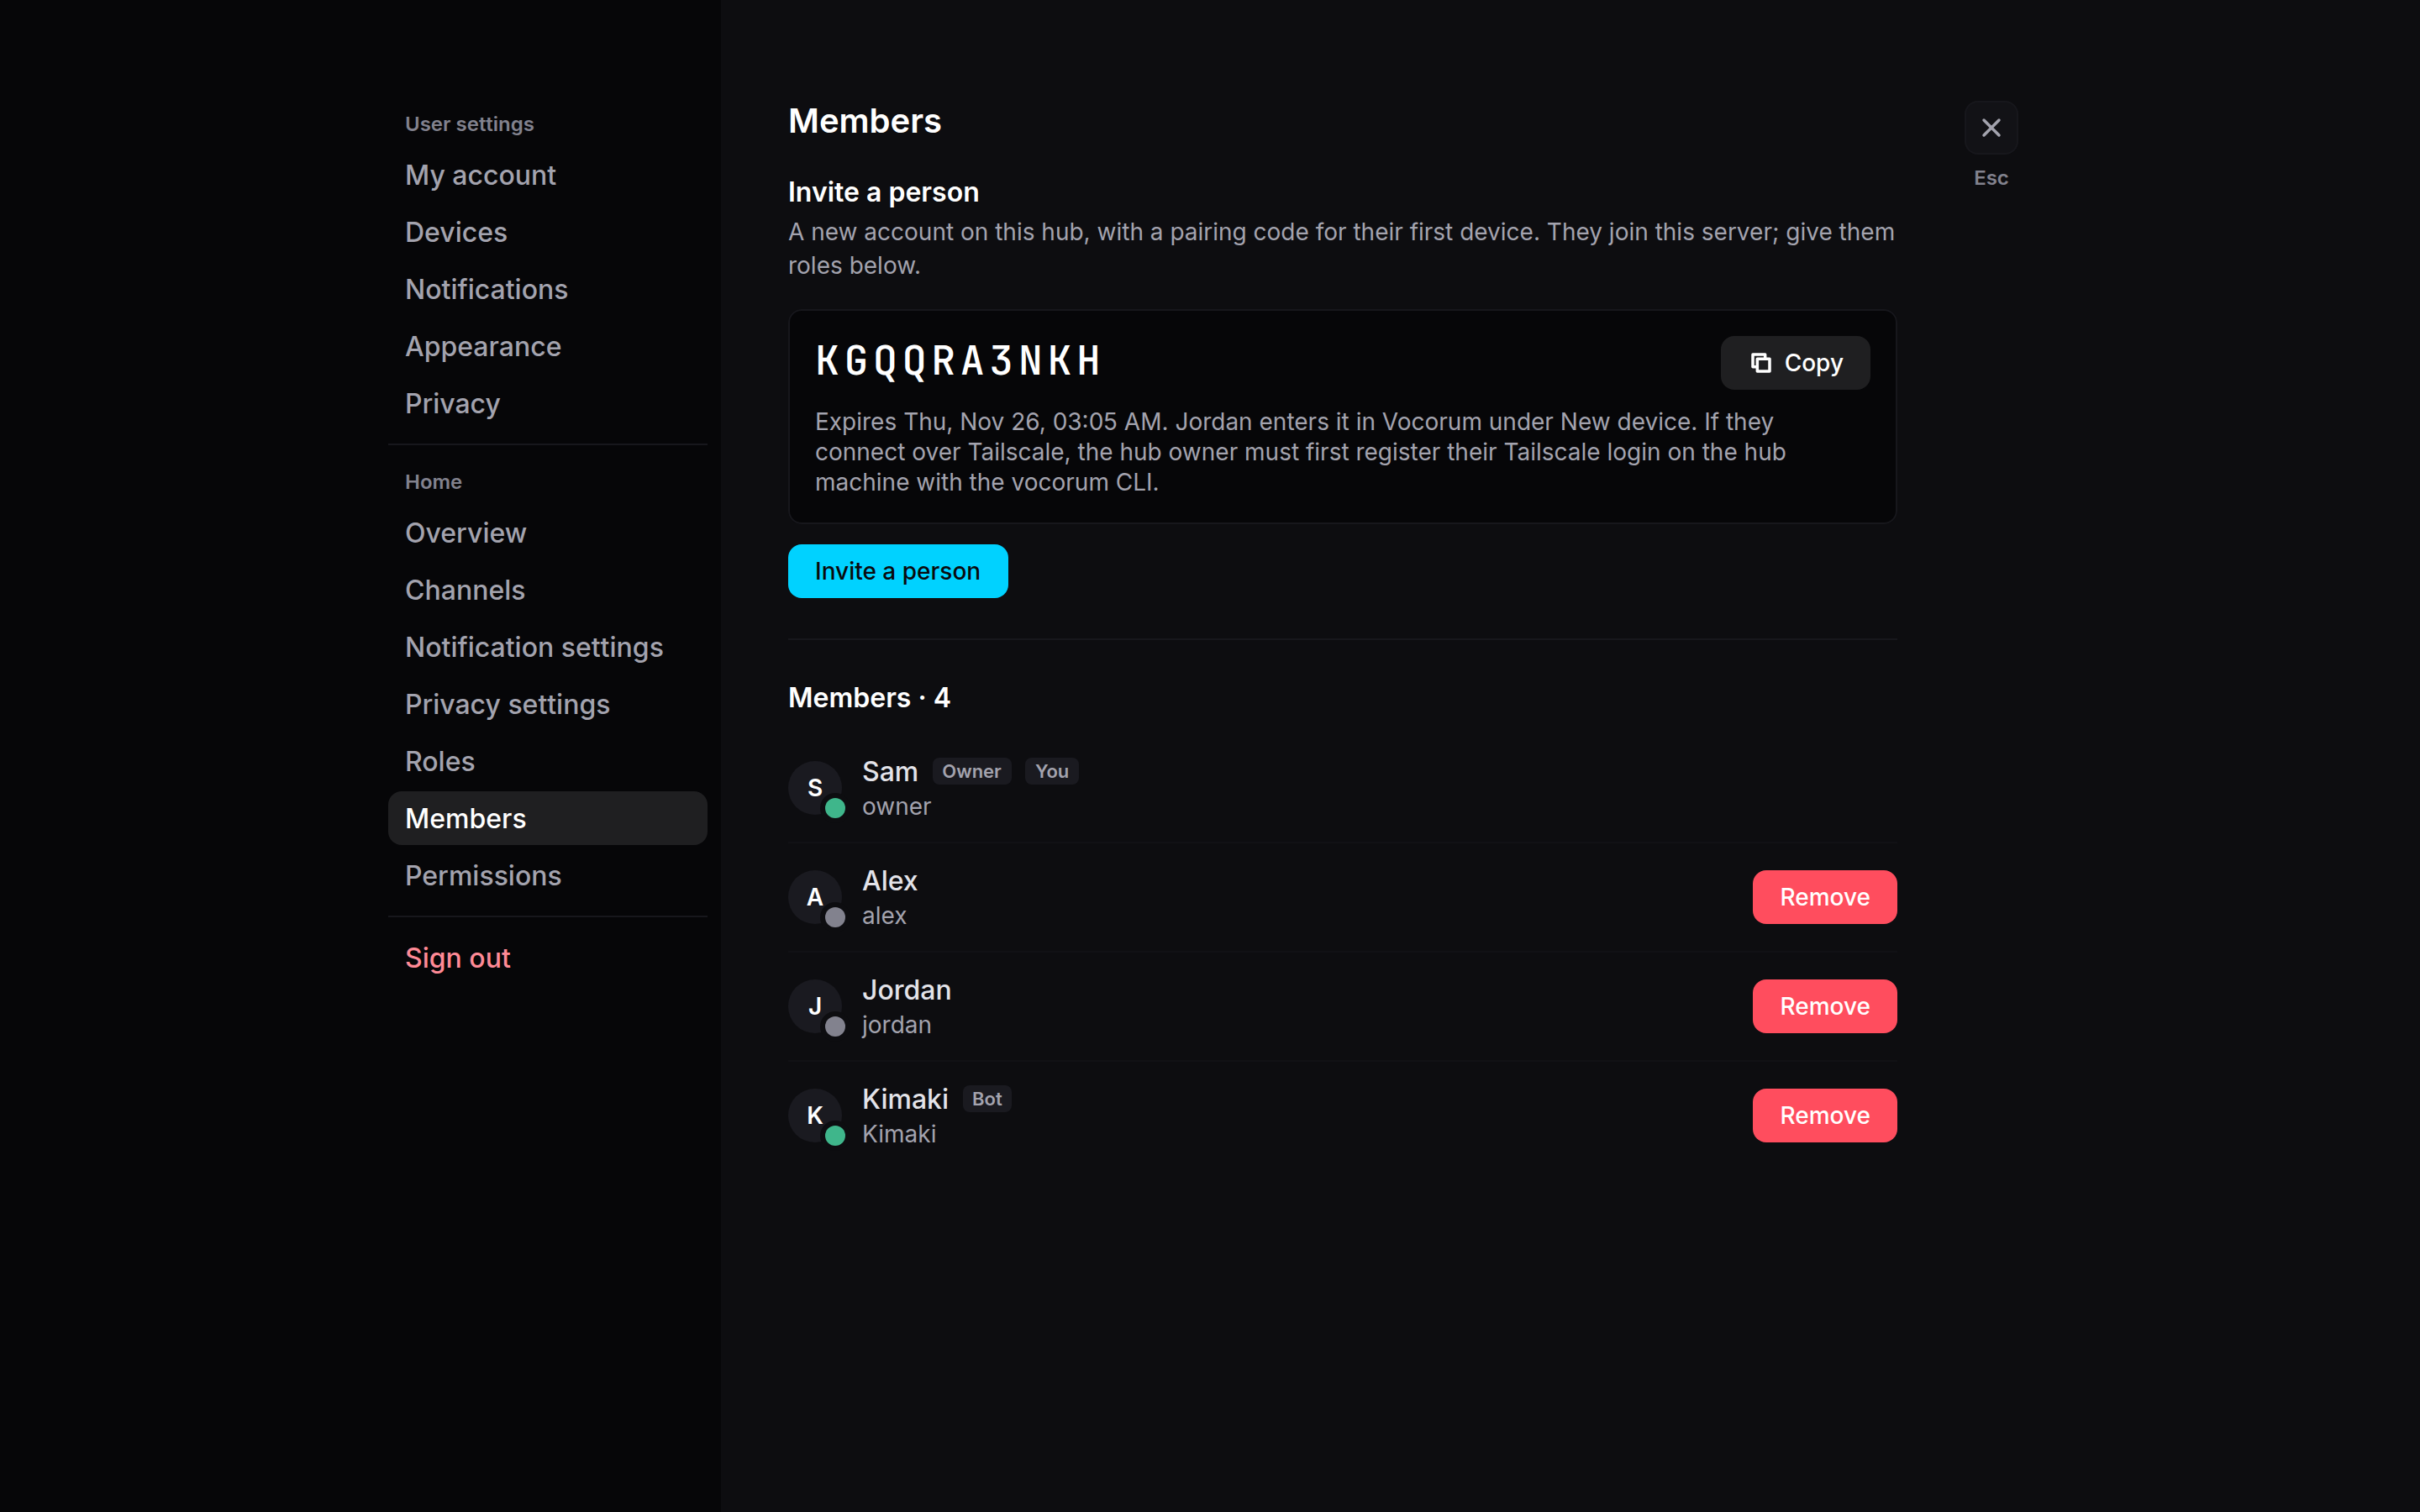 User settings
My account
Devices
Notifications
Appearance
Privacy
Home
Overview
Channels
Notification settings
Privacy settings
Roles
Members
Permissions
Sign out
Members
Invite a person
A new account on this hub, with a pairing code for their first device. They join this server; give them
roles below.
KGQQRA3NKH
Copy
Expires Thu, Nov 26, 03:05 AM. Jordan enters it in Vocorum under New device. If they
connect over Tailscale, the hub owner must first register their Tailscale login on the hub
machine with the vocorum CLI.
Invite a person
Members · 4
S
Sam Owner You
owner
A
Alex
alex
Remove
J
Jordan
jordan
Remove
K
Kimaki Bot
Kimaki
Remove
Esc